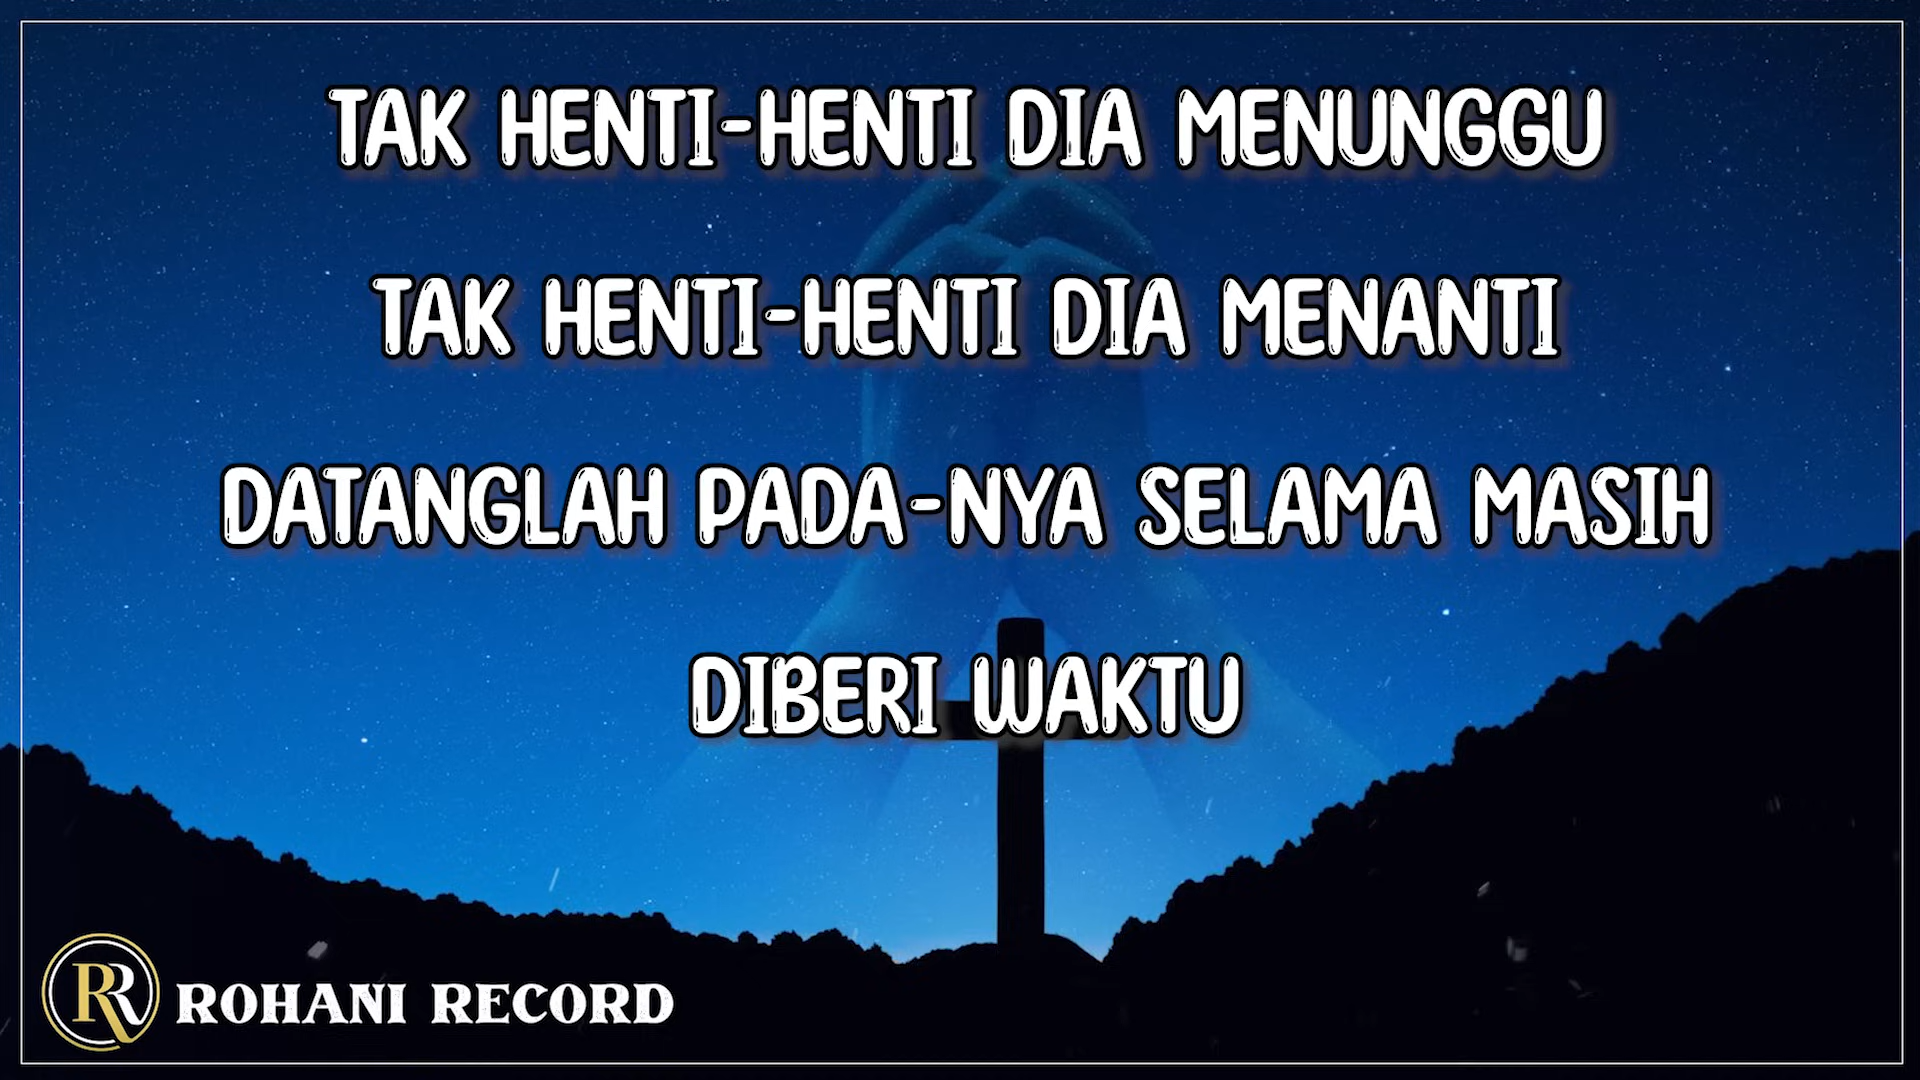 TAK HENTI-HENTI DIA MENUNGGU
TAK HENTI-HENTI DIA MENANTI
DATANGLAH PADA-NYA SELAMA MASIH
DIBERI WAKTU
RR ROHANI RECORD